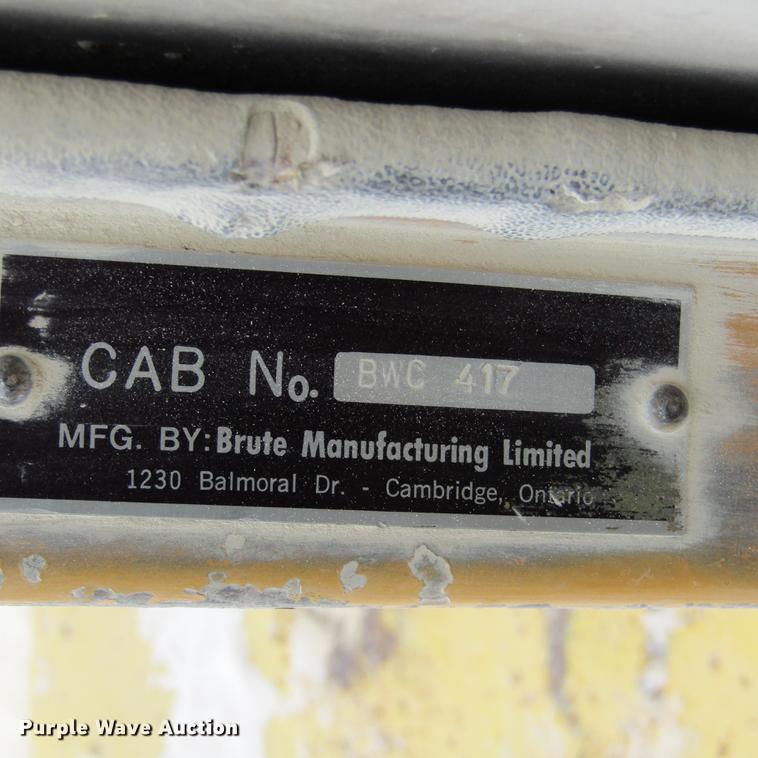 CAB No. BWC 417
MFG. BY: Brute Manufacturing Limited
1230 Balmoral Dr. - Cambridge, Ontario
Purple Wave Auction